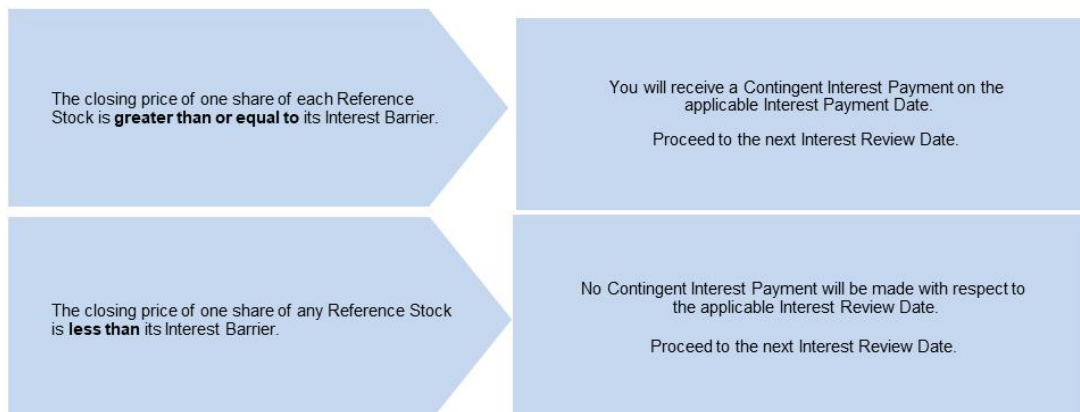 The closing price of one share of each Reference
Stock is greater than or equal to its Interest Barrier.
You will receive a Contingent Interest Payment on the
applicable Interest Payment Date.
Proceed to the next Interest Review Date.
The closing price of one share of any Reference Stock
is less than its Interest Barrier.
No Contingent Interest Payment will be made with respect to
the applicable Interest Review Date.
Proceed to the next Interest Review Date.